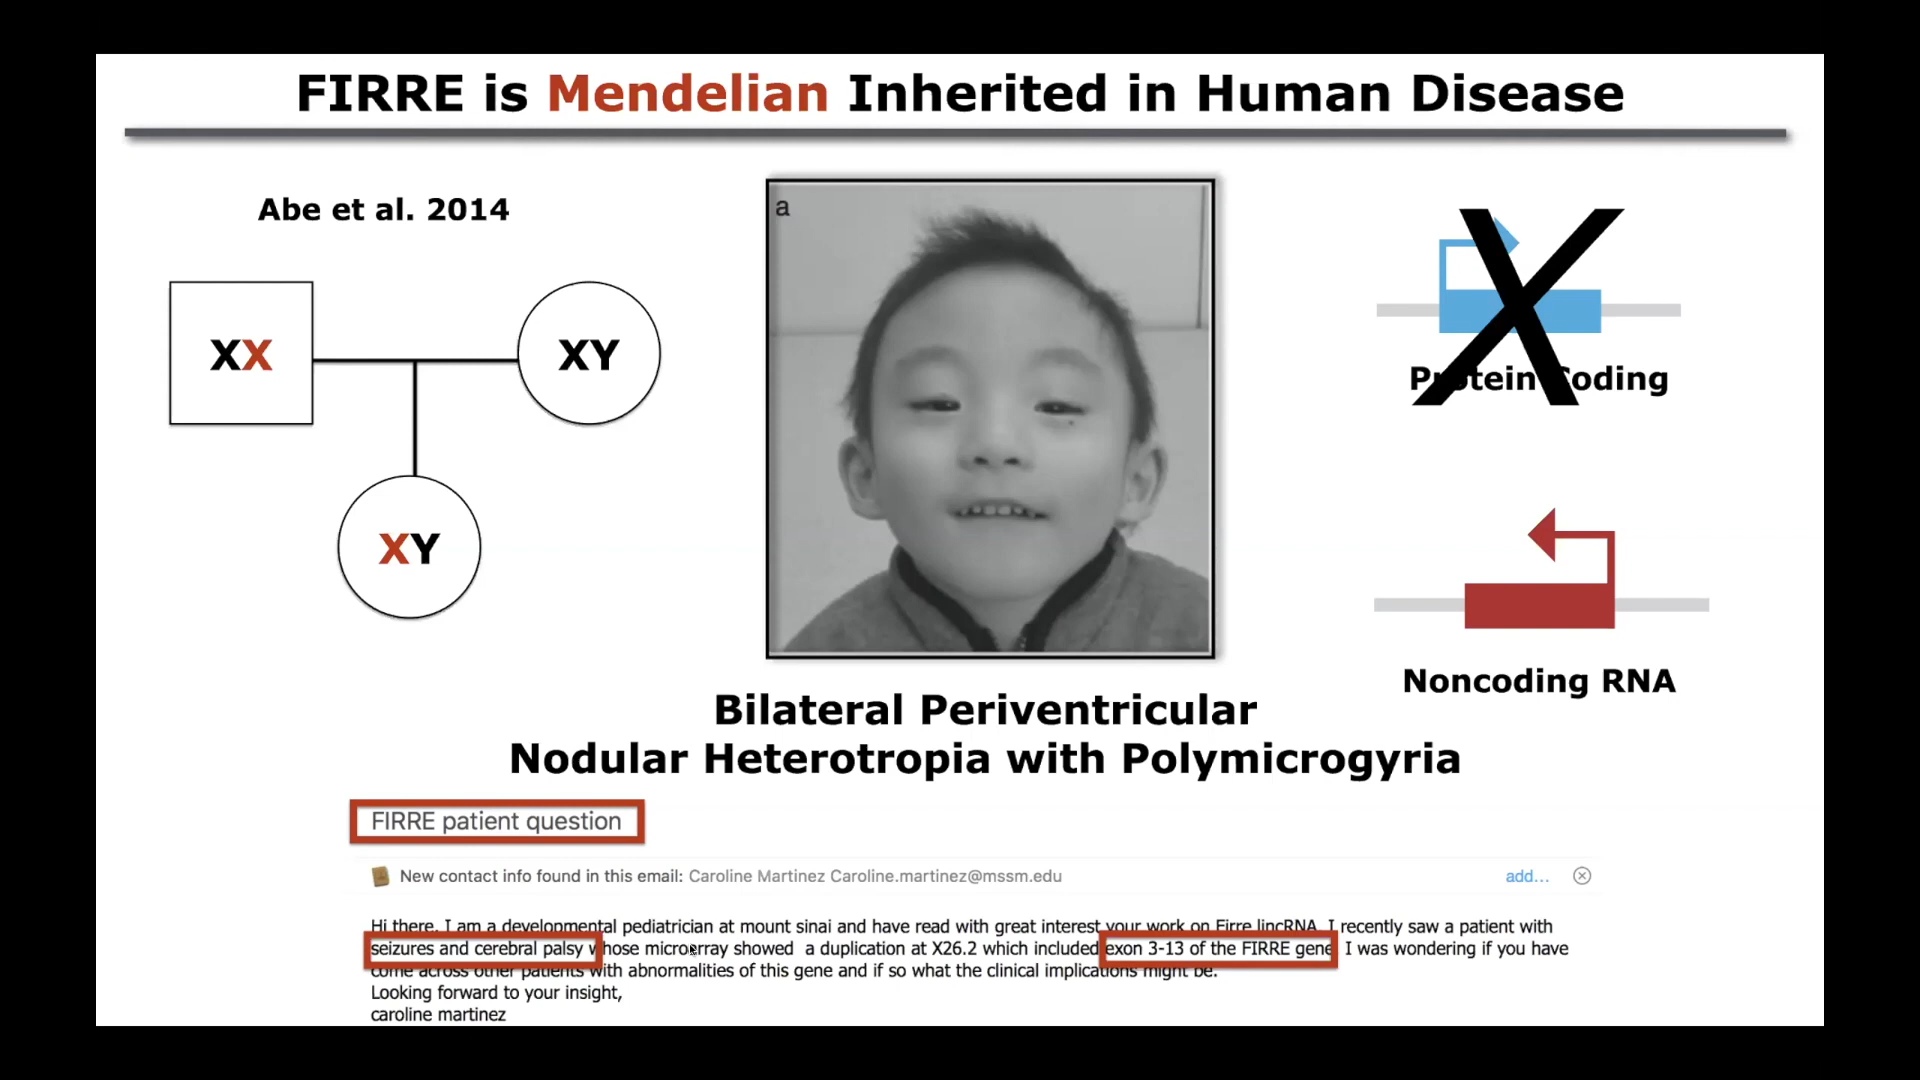 FIRRE is Mendelian Inherited in Human Disease
Abe et al. 2014
XX
XY
XY
a
Protein Coding
Noncoding RNA
Bilateral Periventricular
Nodular Heterotropia with Polymicrogyria
FIRRE patient question
New contact info found in this email: Caroline Martinez Caroline.martinez@mssm.edu
add...
Hi there. I am a developmental pediatrician at mount sinai and have read with great interest your work on Firre lincRNA. I recently saw a patient with
seizures and cerebral palsy whose microarray showed a duplication at X26.2 which included exon 3-13 of the FIRRE gene. I was wondering if you have
come across other patients with abnormalities of this gene and if so what the clinical implications might be.
Looking forward to your insight,
caroline martinez